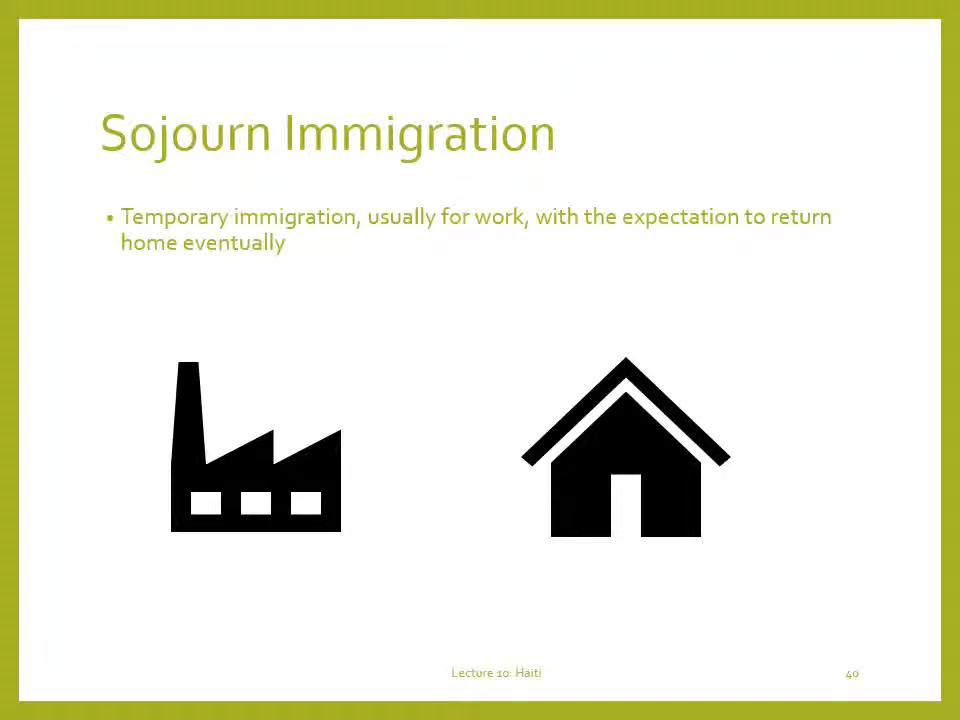 Sojourn Immigration
• Temporary immigration, usually for work, with the expectation to return
home eventually
Lecture 10: Haiti
40